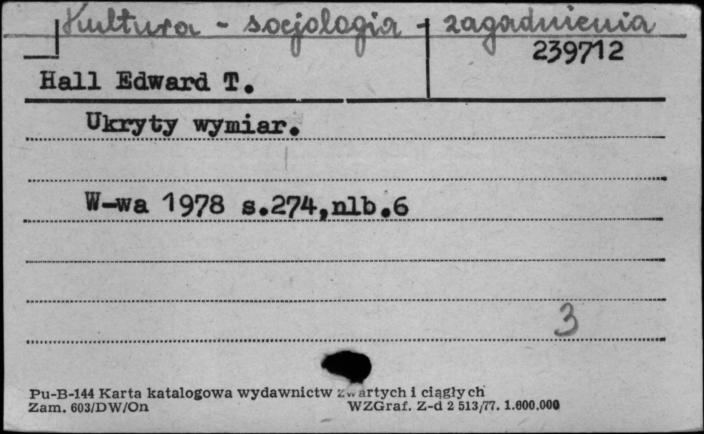 Kultura - socjologia - zagadnienia
239712
Hall Edward T.
Ukryty wymiar.
W-wa 1978 s.274,nlb.6
3
Pu-B-144 Karta katalogowa wydawnictw zwartych i ciągłych
Zam. 603/DW/On WZGraf. Z-d 2 513/77. 1.600.000